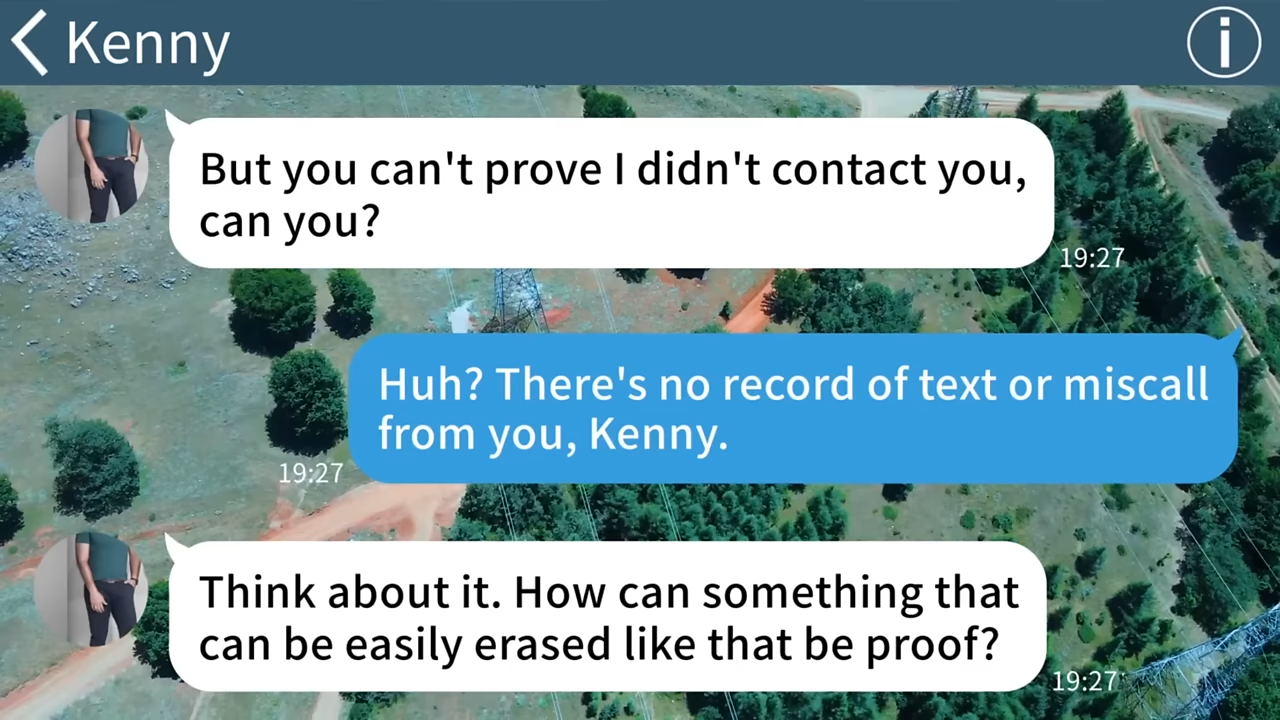 Kenny
But you can't prove I didn't contact you,
can you?
19:27
Huh? There's no record of text or miscall
from you, Kenny.
19:27
Think about it. How can something that
can be easily erased like that be proof?
19:27